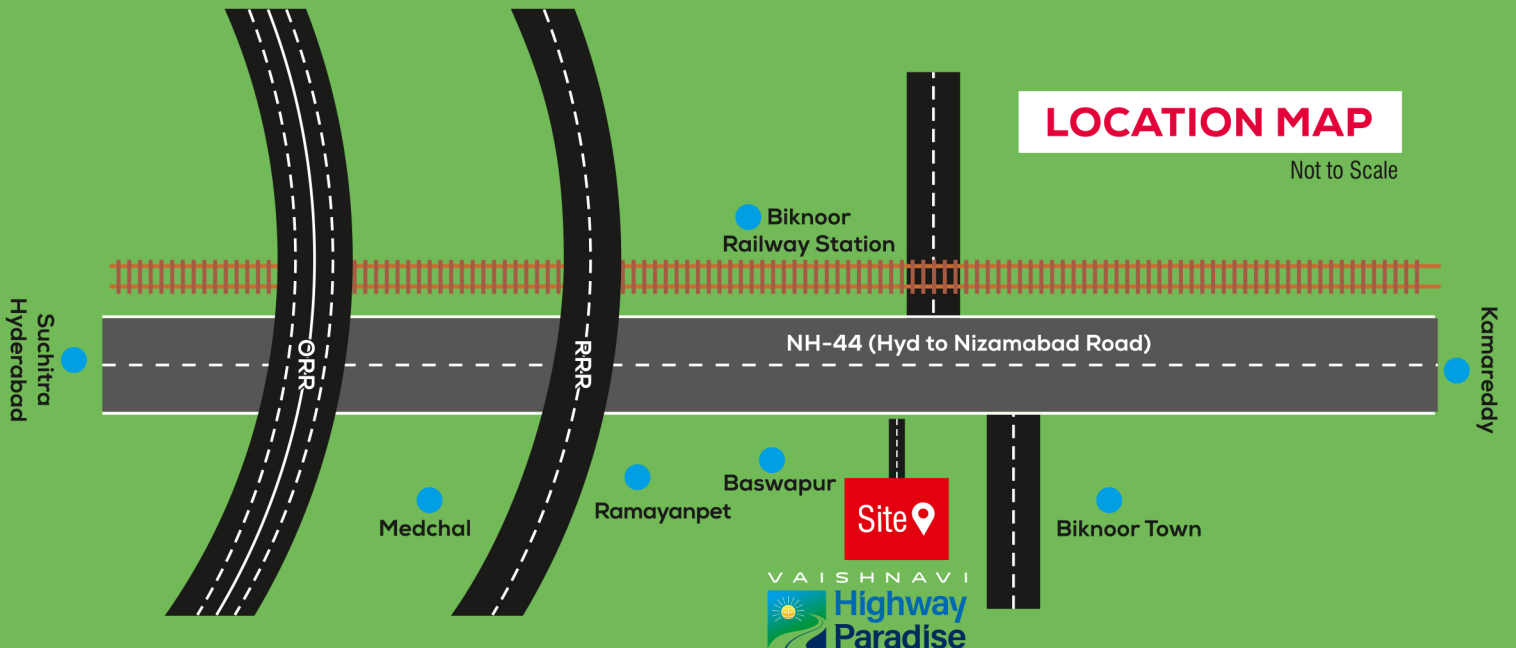 LOCATION MAP
Not to Scale
Biknoor
Railway Station
Suchitra
Hyderabad
ORR
RRR
NH-44 (Hyd to Nizamabad Road)
Kamareddy
Medchal
Ramayanpet
Baswapur
Site
Biknoor Town
VAISHNAVI
Highway
Paradise